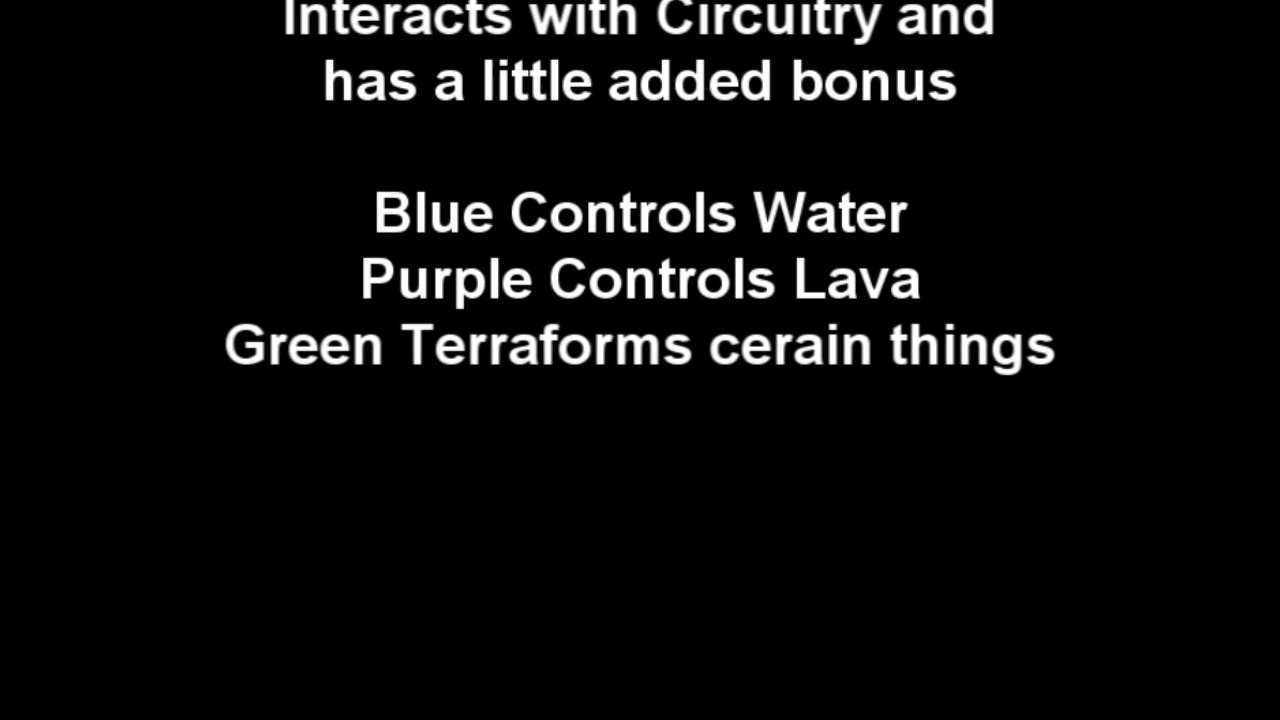 Interacts with Circuitry and
has a little added bonus
Blue Controls Water
Purple Controls Lava
Green Terraforms cerain things